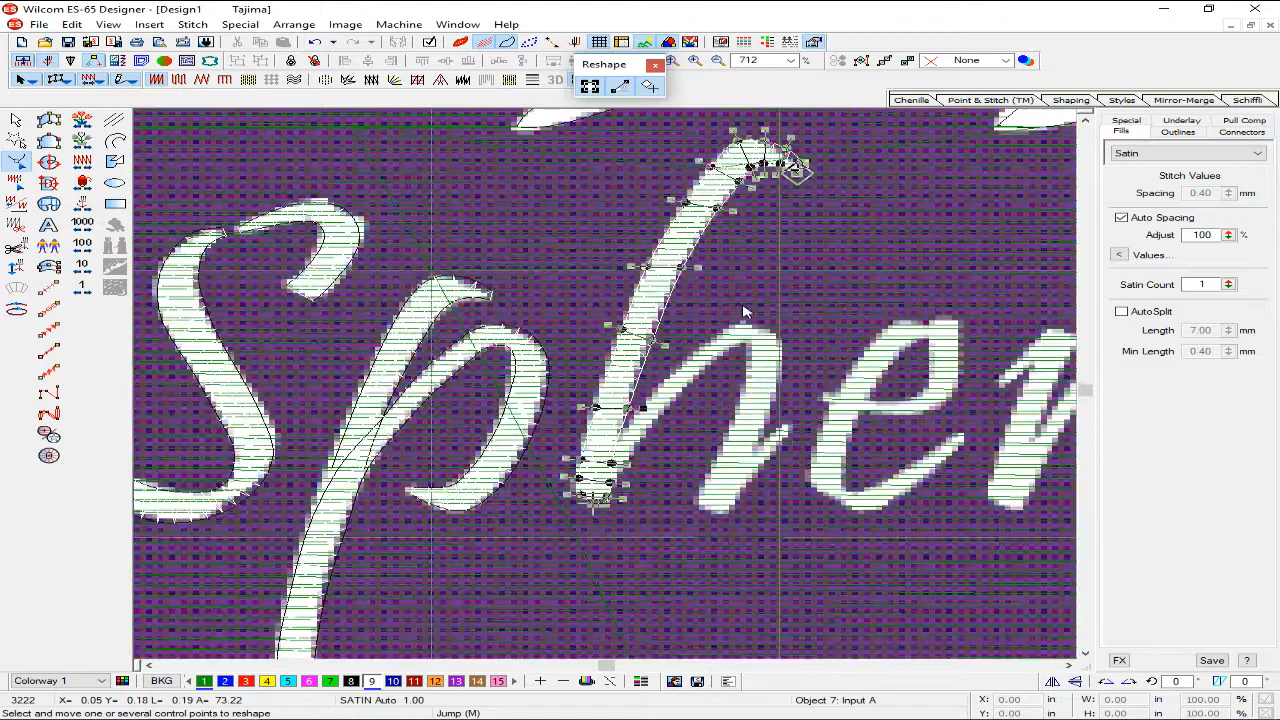 Wilcom ES-65 Designer - [Design1      Tajima]
File Edit View Insert Stitch Special Arrange Image Machine Window Help
Reshape
712
None
3D
Chenille Point & Stitch (TM) Shaping Styles Mirror-Merge Schiffli
Special Underlay Pull Comp
Fills Outlines Connectors
Satin
Stitch Values
Spacing 0.40 mm
Auto Spacing
Adjust 100 %
< Values...
Satin Count 1
Auto Split
Length 7.00 mm
Min Length 0.40 mm
1000
100
10
1
FX Save ?
Colorway 1 BKG 1 2 3 4 5 6 7 8 9 10 11 12 13 14 15
0 0
3222 X= 0.05 Y= 0.18 L= 0.19 A= 73.22 SATIN Auto 1.00 Object 7: Input A X: 0.00 in W: 0.00 in 100.00 %
Select and move one or several control points to reshape Jump (M) Y: 0.00 in H: 0.00 in 100.00 %